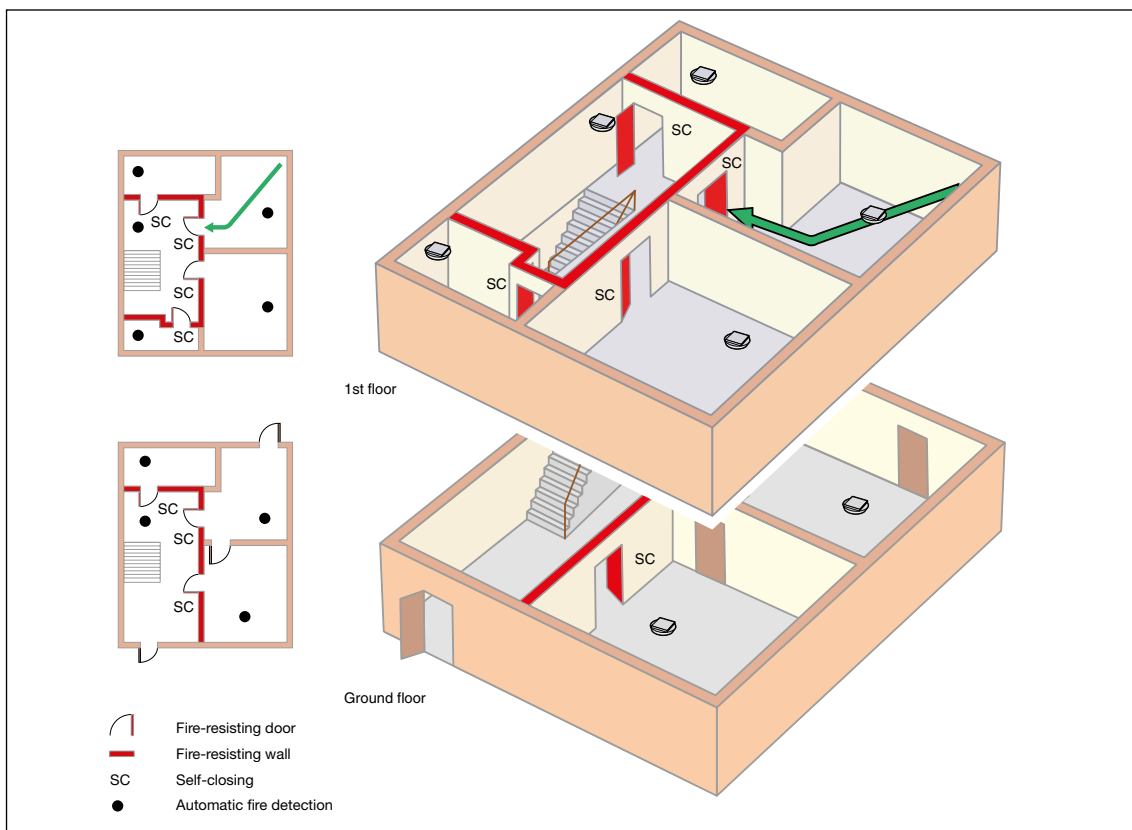 SC
SC
SC
SC
SC
SC
SC
SC
1st floor
SC
SC
SC
SC
Ground floor
Fire-resisting door
Fire-resisting wall
SC
Self-closing
Automatic fire detection